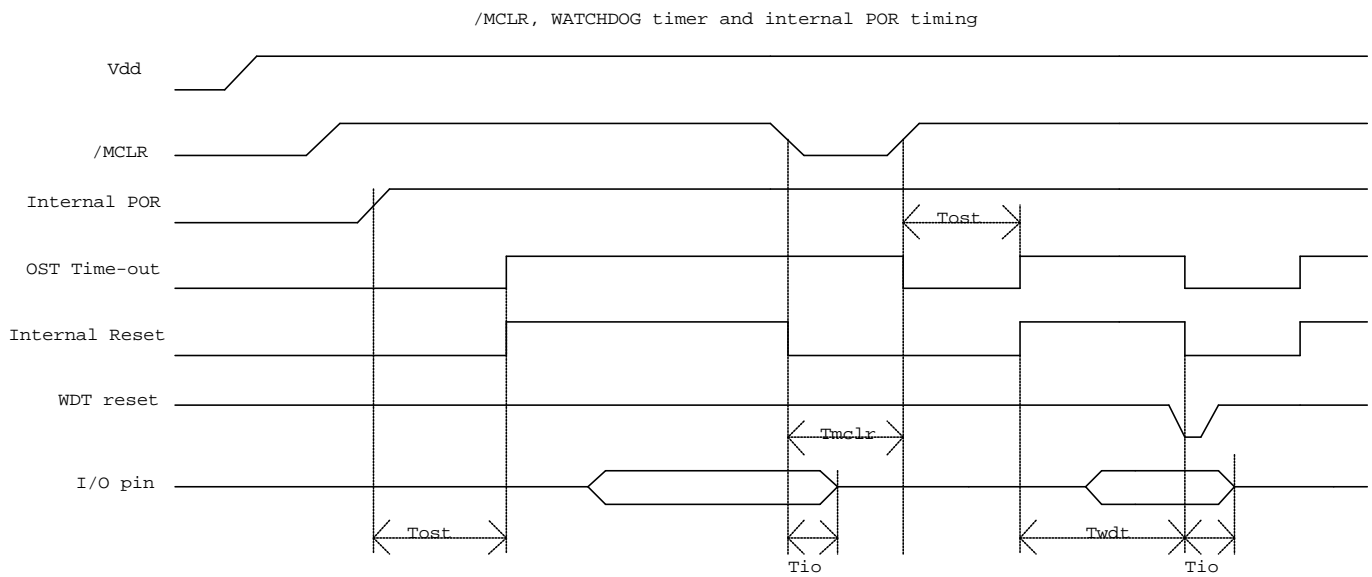 /MCLR, WATCHDOG timer and internal POR timing
Vdd
/MCLR
Internal POR
Tost
OST Time-out
Internal Reset
WDT reset
Tmclr
I/O pin
Tost
Twdt
Tio
Tio